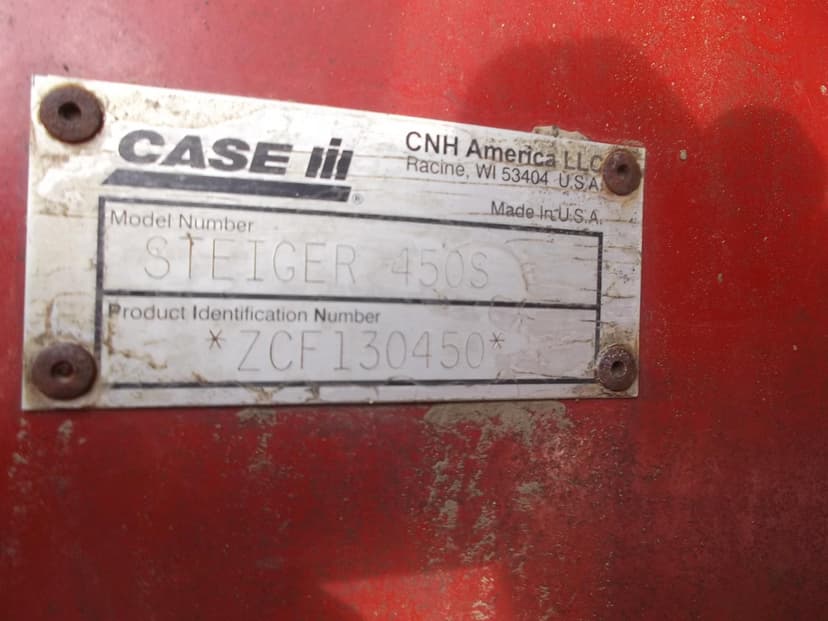 CASE IH
CNH America LLC
Racine, WI 53404 U.S.A.
Made In U.S.A.
Model Number
STEIGER 450S
Product Identification Number
*ZCF130450*